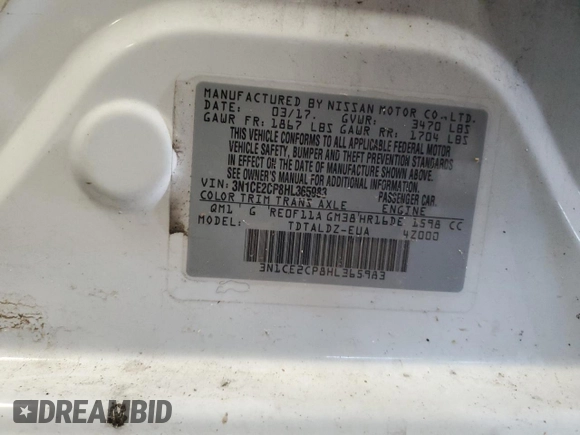 MANUFACTURED BY NISSAN MOTOR CO.,LTD.
DATE: 03/17. GVWR: 3470 LBS
GAWR FR: 1867 LBS GAWR RR: 1704 LBS
THIS VEHICLE CONFORMS TO ALL APPLICABLE FEDERAL MOTOR
VEHICLE SAFETY, BUMPER AND THEFT PREVENTION STANDARDS
IN EFFECT ON THE DATE OF MANUFACTURE SHOWN ABOVE.
SEE OWNER'S MANUAL FOR ADDITIONAL INFORMATION
VIN: 3N1CE2CP8HL365983 PASSENGER CAR.
COLOR TRIM TRANS AXLE ENGINE
QM1 G RE0F11A GM38 HR16DE 1598 CC
MODEL: TDTALDZ-EUA 4Z000
3N1CE2CP8HL365983
DREAMBID